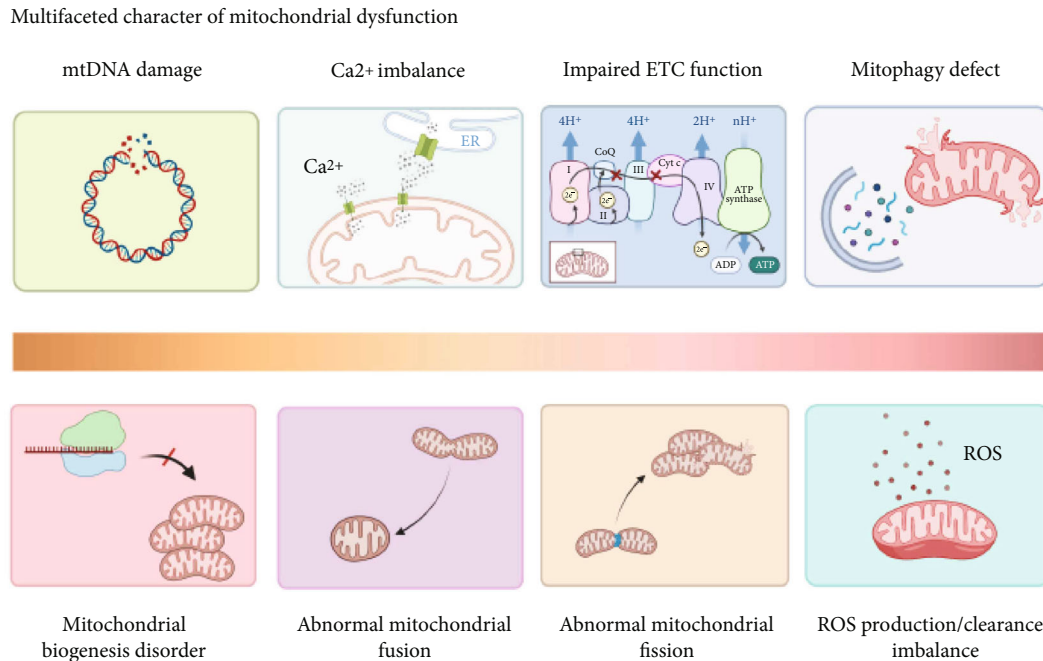 Multifaceted character of mitochondrial dysfunction
mtDNA damage
Ca2+ imbalance
Impaired ETC function
Mitophagy defect
ER
Ca²⁺
4H⁺
4H⁺
2H⁺
nH⁺
CoQ
I
III
Cyt c
IV
ATP
synthase
2e⁻
2e⁻
II
2e⁻
ADP
ATP
ROS
Mitochondrial
biogenesis disorder
Abnormal mitochondrial
fusion
Abnormal mitochondrial
fission
ROS production/clearance
imbalance